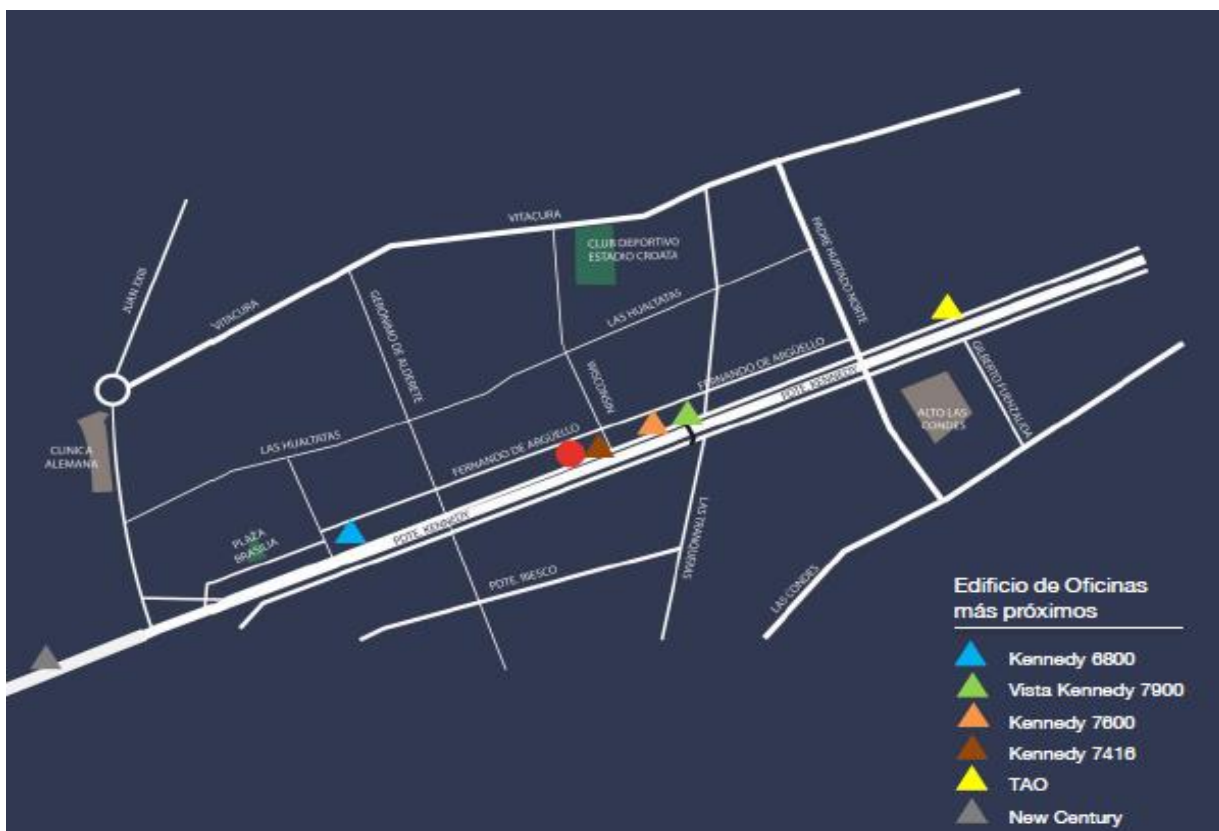 VITACURA
CLUB DEPORTIVO
ESTADIO CROATA
PADRE HURTADO NORTE
JUAN XXIII
VITACURA
GERONIMO DE ALDERETE
LAS HUALTATAS
WISCONSIN
FERNANDO DE ARGÜELLO
PDTE. KENNEDY
GILBERTO FUENZALIDA
ALTO LAS
CONDES
CLINICA
ALEMANA
LAS HUALTATAS
FERNANDO DE ARGÜELLO
PDTE. KENNEDY
PLAZA
BRASILIA
LAS TRANQUERAS
PDTE. RIESCO
LAS CONDES
Edificio de Oficinas
más próximos
Kennedy 6800
Vista Kennedy 7900
Kennedy 7600
Kennedy 7416
TAO
New Century